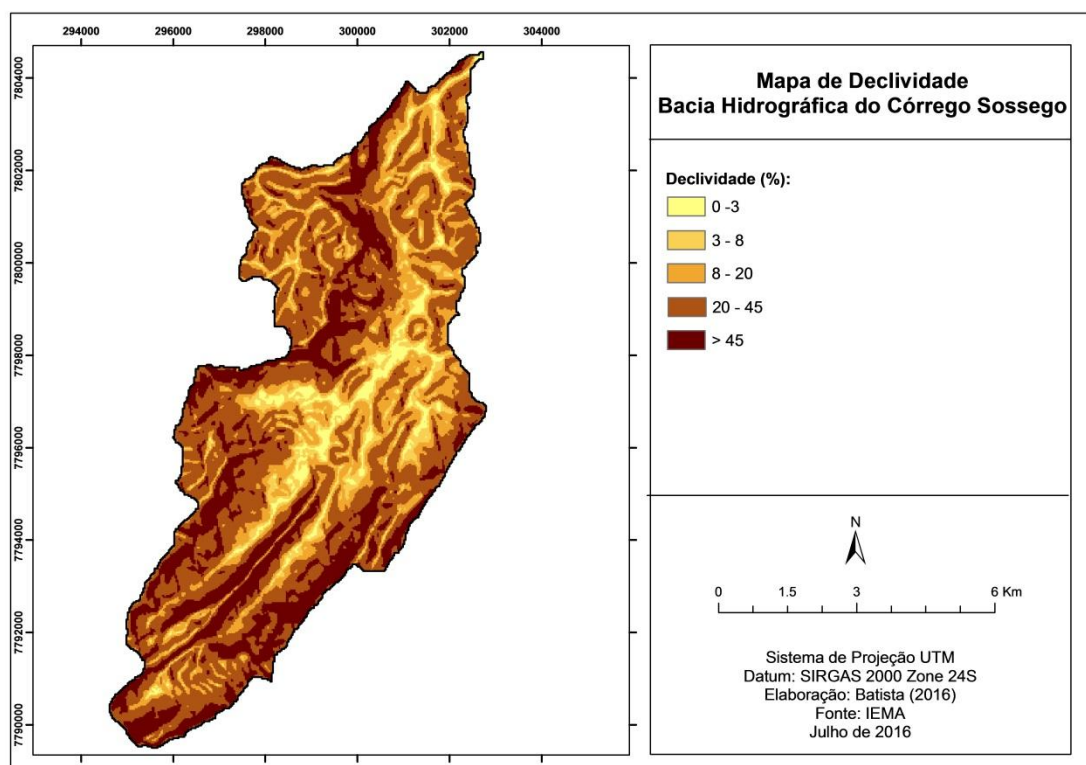 294000 296000 298000 300000 302000 304000
7804000
7802000
7800000
7798000
7796000
7794000
7792000
7790000
Mapa de Declividade
Bacia Hidrográfica do Córrego Sossego
Declividade (%):
0 -3
3 - 8
8 - 20
20 - 45
> 45
N
0 1.5 3 6 Km
Sistema de Projeção UTM
Datum: SIRGAS 2000 Zone 24S
Elaboração: Batista (2016)
Fonte: IEMA
Julho de 2016